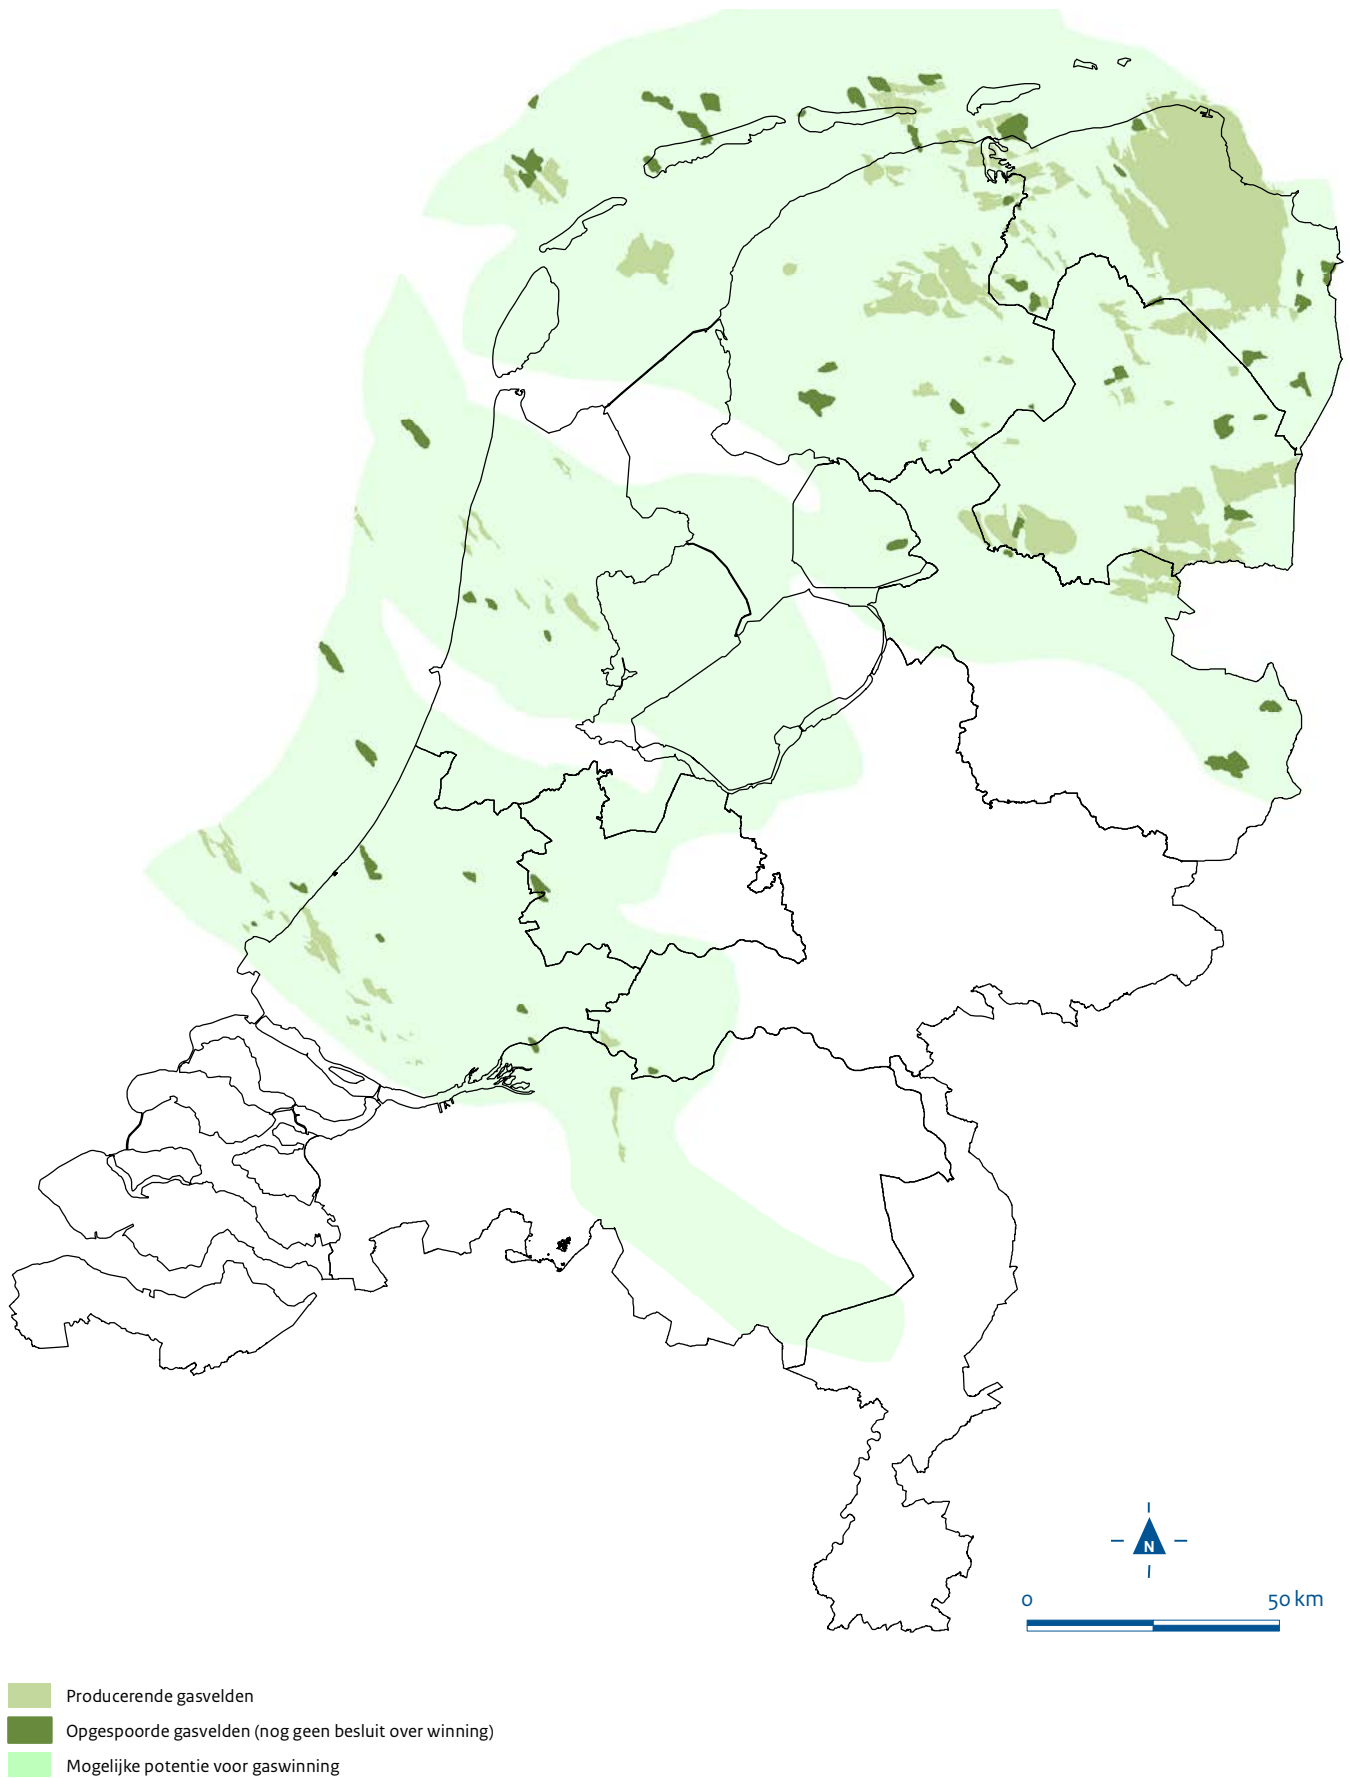 N
0 50 km
Producerende gasvelden
Opgespoorde gasvelden (nog geen besluit over winning)
Mogelijke potentie voor gaswinning